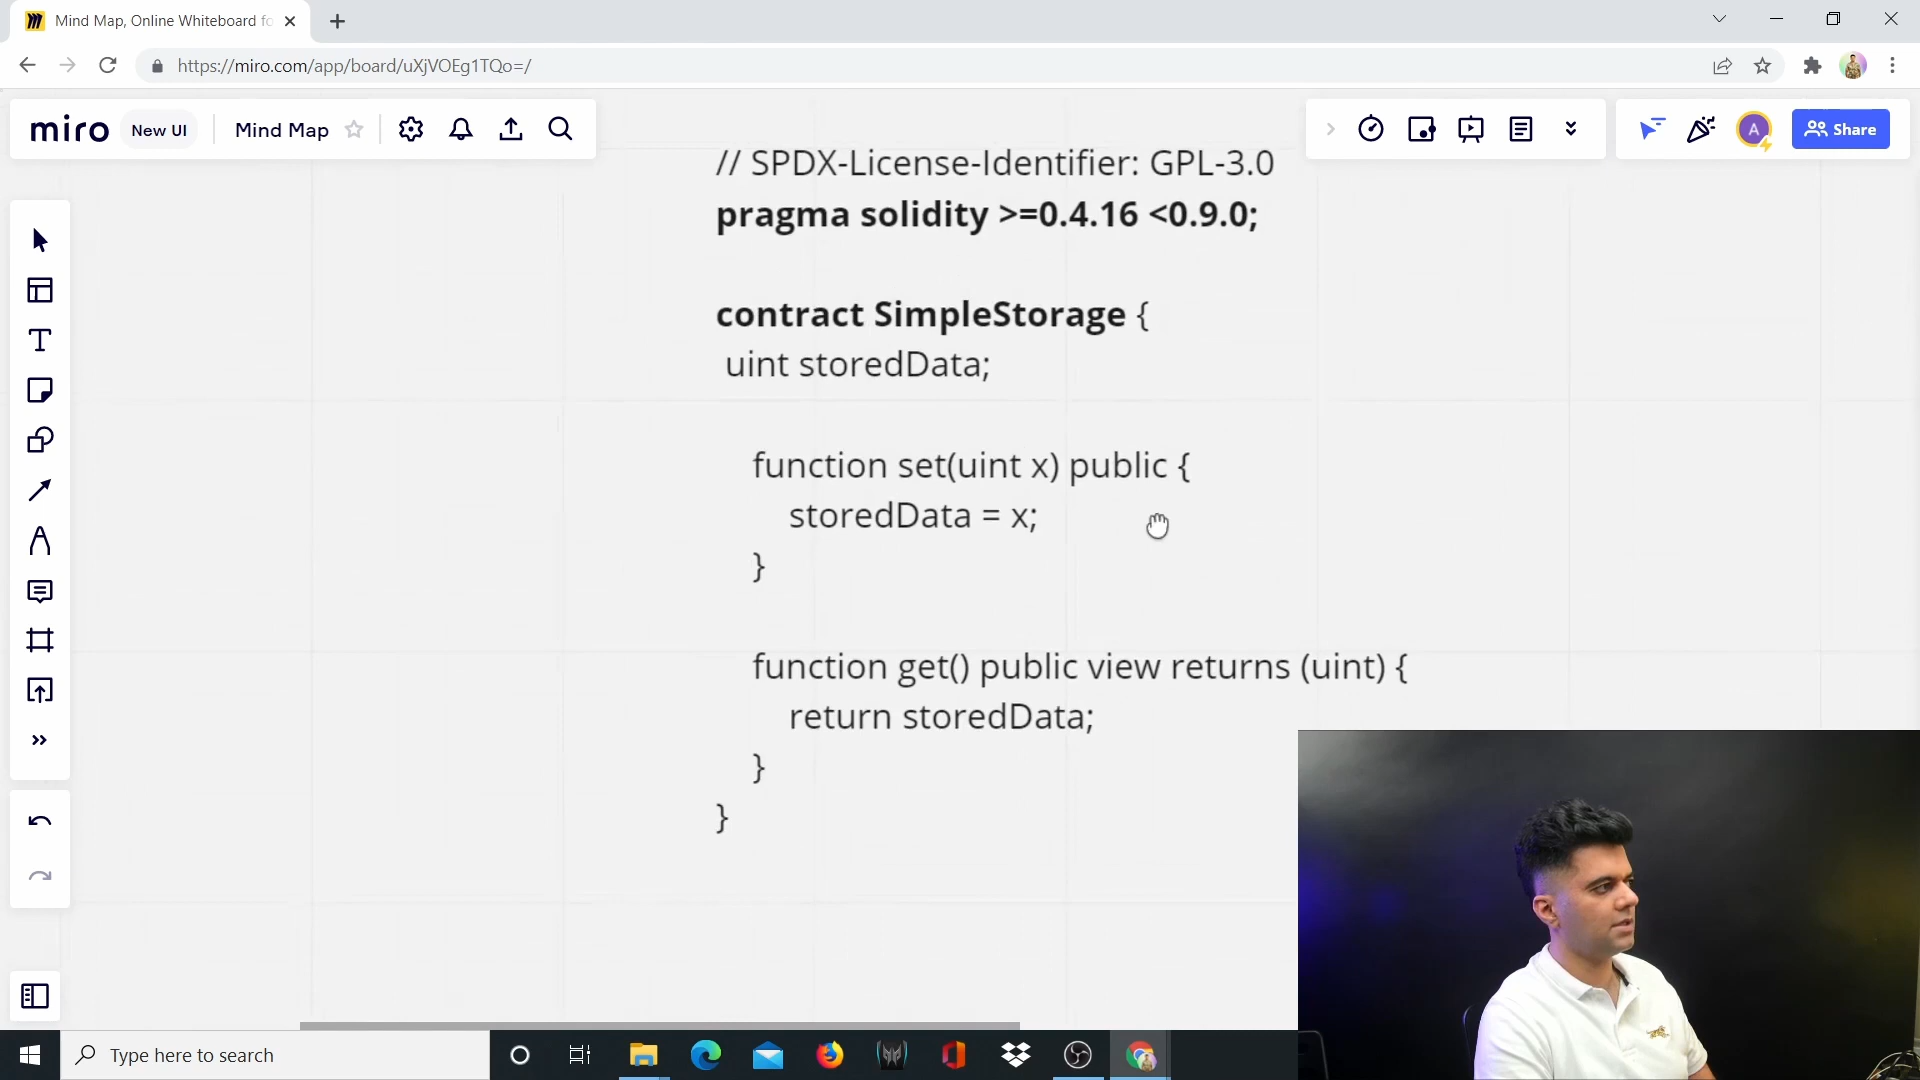 Mind Map, Online Whiteboard fo
https://miro.com/app/board/uXjVOEg1TQo=/
miro
New UI
Mind Map
A
Share
// SPDX-License-Identifier: GPL-3.0
pragma solidity >=0.4.16 <0.9.0;
contract SimpleStorage {
uint storedData;
function set(uint x) public {
storedData = x;
}
function get() public view returns (uint) {
return storedData;
}
}
Type here to search